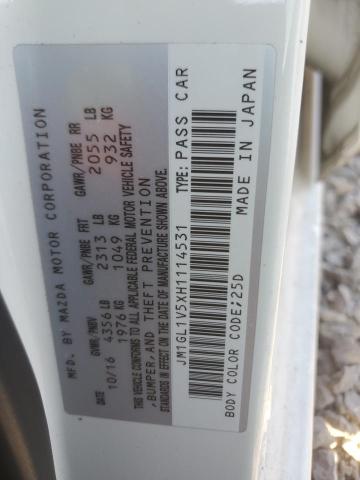 MFD. BY MAZDA MOTOR CORPORATION
DATE GVWR/PNBV GAWR/PNBE FRT GAWR/PNBE RR
10/16 4356 LB 2313 LB 2055 LB
1976 KG 1049 KG 932 KG
THIS VEHICLE CONFORMS TO ALL APPLICABLE FEDERAL MOTOR VEHICLE SAFETY
,BUMPER, AND THEFT PREVENTION
STANDARDS IN EFFECT ON THE DATE OF MANUFACTURE SHOWN ABOVE.
JM1GL1V5XH1114531 TYPE: PASS CAR
BODY COLOR CODE;25D MADE IN JAPAN